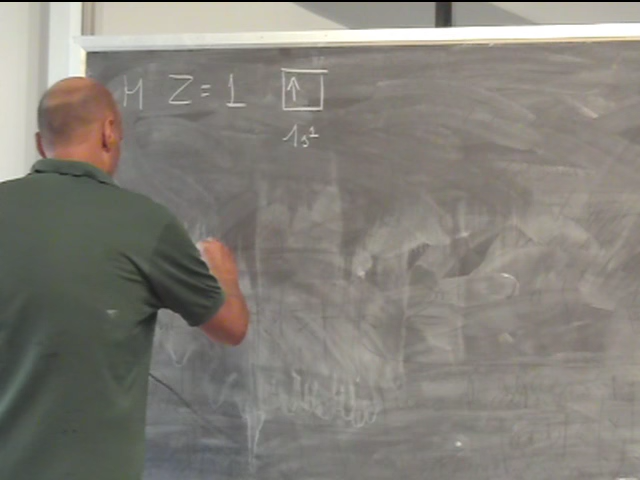 H Z = 1 ↑
1s¹